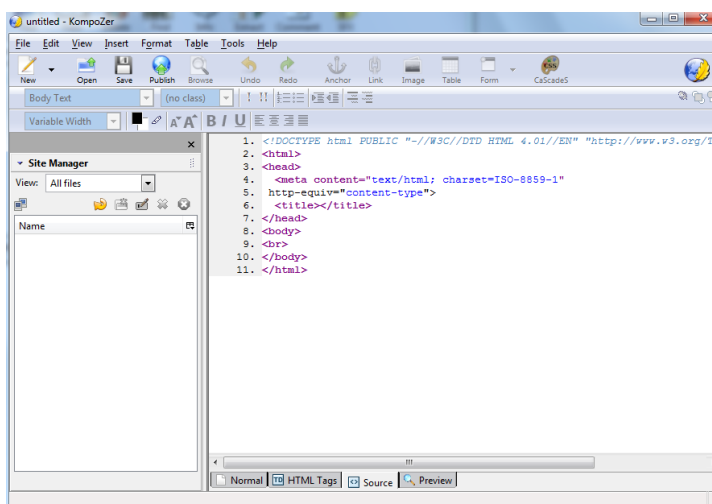 untitled - KompoZer
File Edit View Insert Format Table Tools Help
New Open Save Publish Browse Undo Redo Anchor Link Image Table Form CaScadeS
Body Text (no class)
Variable Width
Site Manager
View: All files
Name
1. <!DOCTYPE html PUBLIC "-//W3C//DTD HTML 4.01//EN" "http://www.w3.org/T
2. <html>
3. <head>
4. <meta content="text/html; charset=ISO-8859-1"
5. http-equiv="content-type">
6. <title></title>
7. </head>
8. <body>
9. <br>
10. </body>
11. </html>
Normal HTML Tags Source Preview